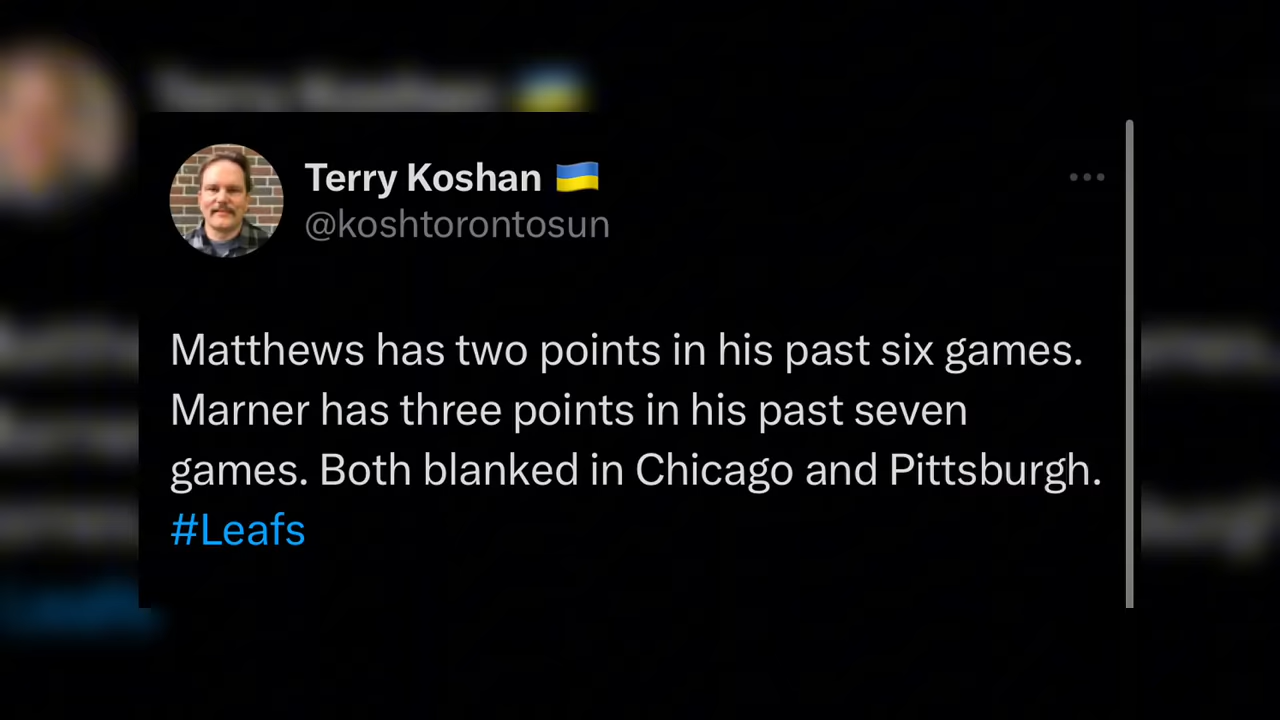 Terry Koshan 🇺🇦
@koshtorontosun
Matthews has two points in his past six games.
Marner has three points in his past seven
games. Both blanked in Chicago and Pittsburgh.
#Leafs